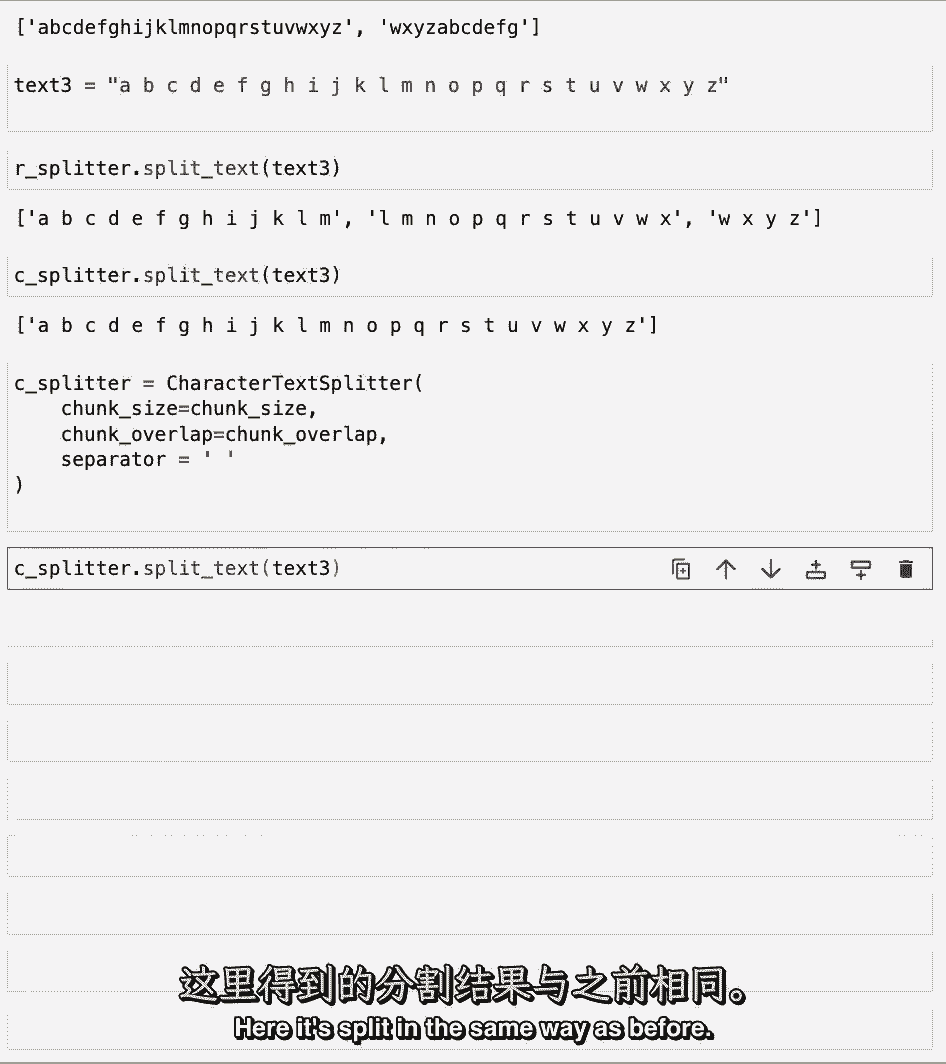 ['abcdefghijklmnopqrstuvwxyz', 'wxyzabcdefg']
text3 = "a b c d e f g h i j k l m n o p q r s t u v w x y z"
r_splitter.split_text(text3)
['a b c d e f g h i j k l m', 'l m n o p q r s t u v w x', 'w x y z']
c_splitter.split_text(text3)
['a b c d e f g h i j k l m n o p q r s t u v w x y z']
c_splitter = CharacterTextSplitter(
    chunk_size=chunk_size,
    chunk_overlap=chunk_overlap,
    separator = ' '
)
c_splitter.split_text(text3)
这里得到的分割结果与之前相同。
Here it's split in the same way as before.